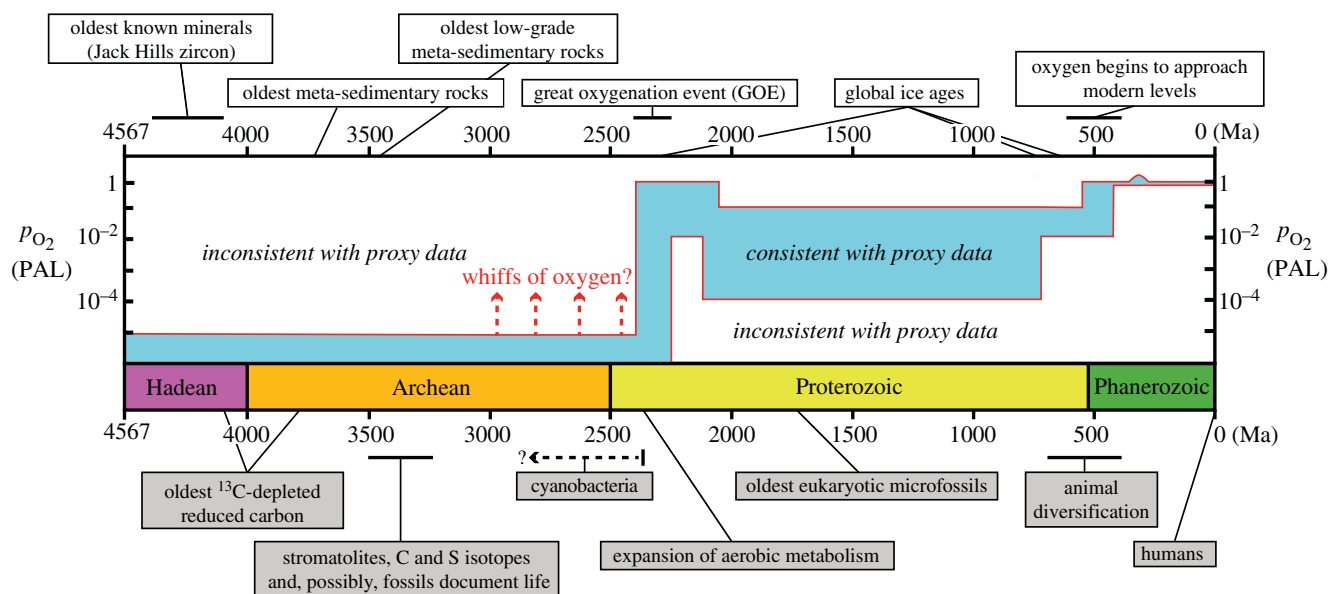 oldest known minerals
(Jack Hills zircon)
oldest low-grade
meta-sedimentary rocks
oldest meta-sedimentary rocks
great oxygenation event (GOE)
global ice ages
oxygen begins to approach
modern levels
4567 4000 3500 3000 2500 2000 1500 1000 500 0 (Ma)
1 1
10⁻² 10⁻²
10⁻⁴ 10⁻⁴
pO₂
(PAL)
pO₂
(PAL)
inconsistent with proxy data
consistent with proxy data
whiffs of oxygen?
inconsistent with proxy data
Hadean Archean Proterozoic Phanerozoic
4567 4000 3500 3000 2500 2000 1500 1000 500 0 (Ma)
?
oldest ¹³C-depleted
reduced carbon
cyanobacteria
oldest eukaryotic microfossils
animal
diversification
stromatolites, C and S isotopes
and, possibly, fossils document life
expansion of aerobic metabolism
humans